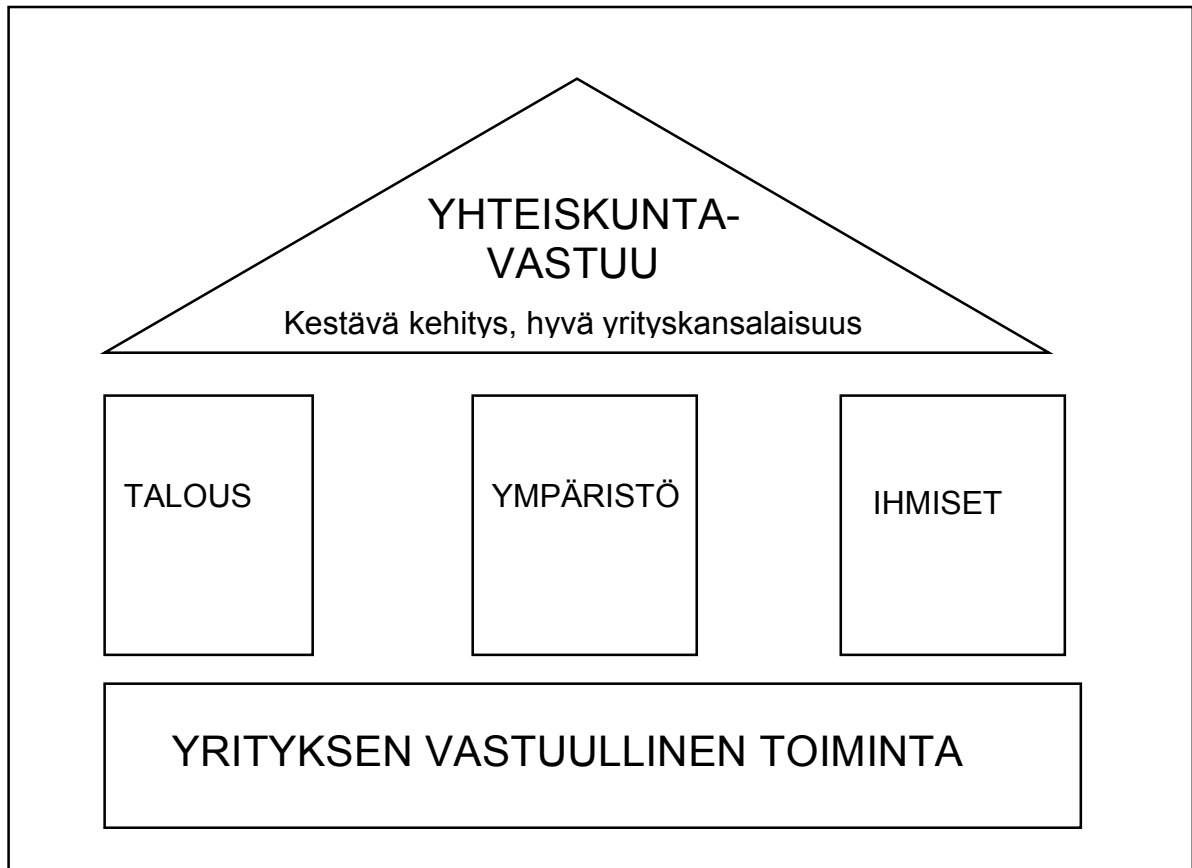 YHTEISKUNTA-
VASTUU
Kestävä kehitys, hyvä yrityskansalaisuus
TALOUS
YMPÄRISTÖ
IHMISET
YRITYKSEN VASTUULLINEN TOIMINTA